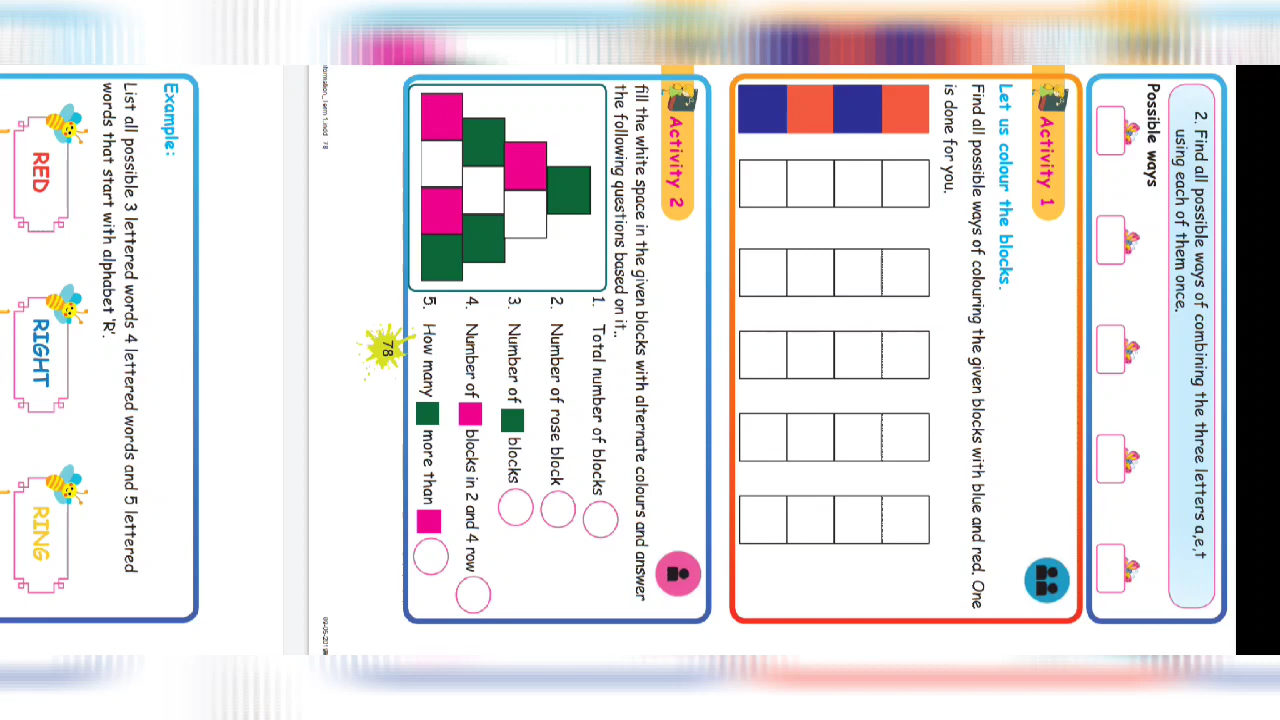 2. Find all possible ways of combining the three letters a,e,t
using each of them once.
Possible ways
Activity 1
Let us colour the blocks.
Find all possible ways of colouring the given blocks with blue and red. One
is done for you.
Activity 2
fill the white space in the given blocks with alternate colours and answer
the following questions based on it..
1. Total number of blocks
2. Number of rose block
3. Number of blocks
4. Number of blocks in 2 and 4 row
5. How many more than
78
Example:
List all possible 3 lettered words 4 lettered words and 5 lettered
words that start with alphabet 'R'.
RED
RIGHT
RING